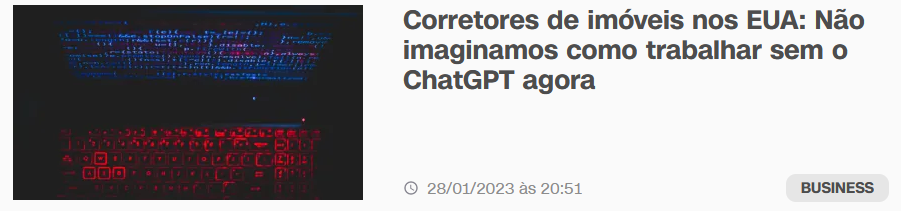 Corretores de imóveis nos EUA: Não
imaginamos como trabalhar sem o
ChatGPT agora
28/01/2023 às 20:51
BUSINESS